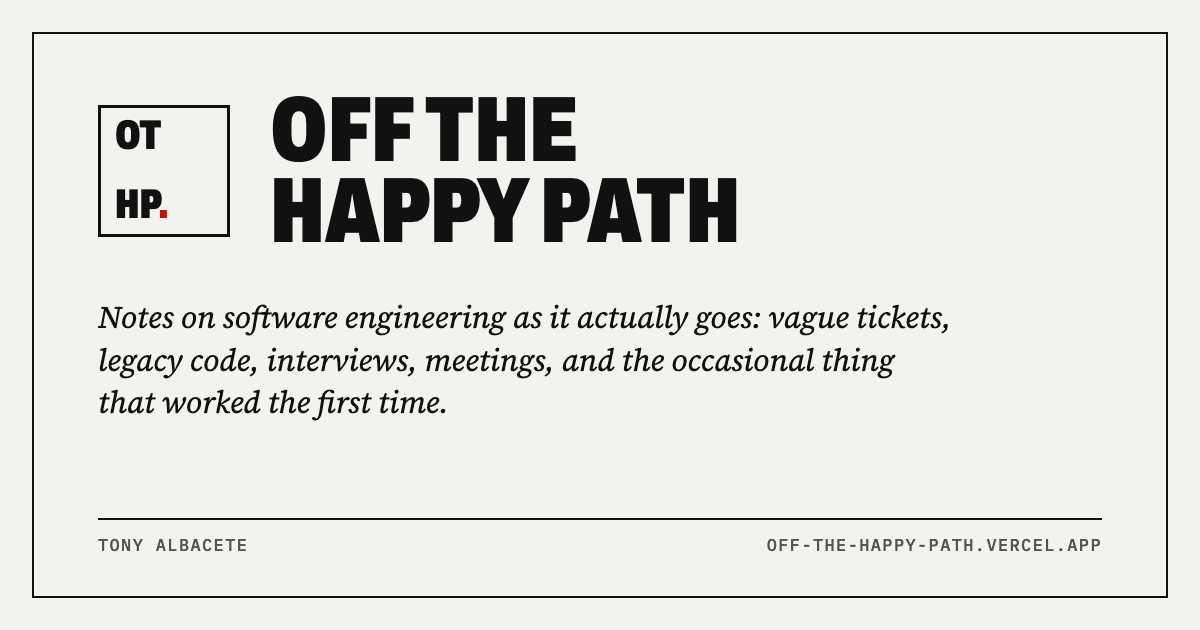 OT
HP.
OFF THE
HAPPY PATH
Notes on software engineering as it actually goes: vague tickets,
legacy code, interviews, meetings, and the occasional thing
that worked the first time.
TONY ALBACETE
OFF-THE-HAPPY-PATH.VERCEL.APP